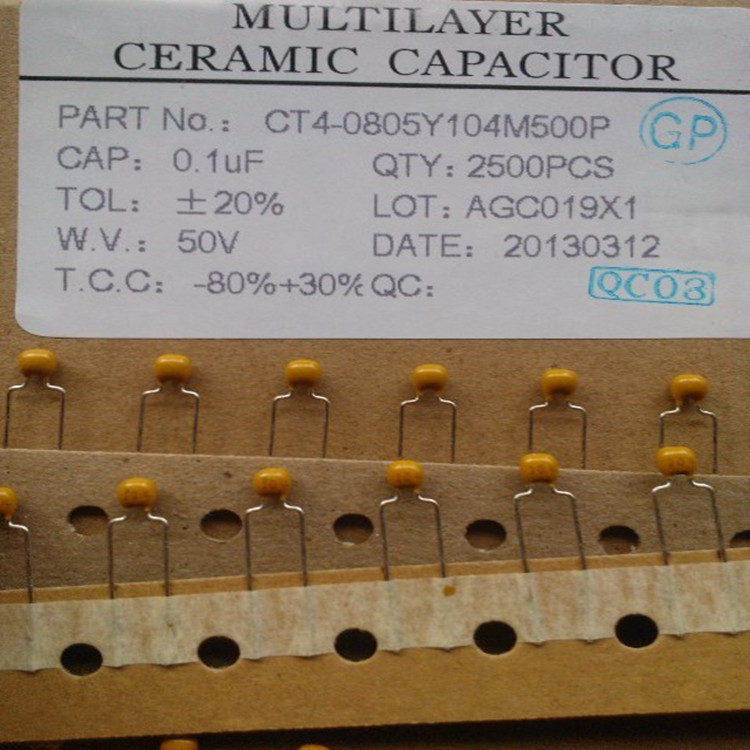 MULTILAYER
CERAMIC CAPACITOR
PART No.: CT4-0805Y104M500P GP
CAP: 0.1uF QTY: 2500PCS
TOL: ±20% LOT: AGC019X1
W.V.: 50V DATE: 20130312
T.C.C: -80%+30% QC: QC03